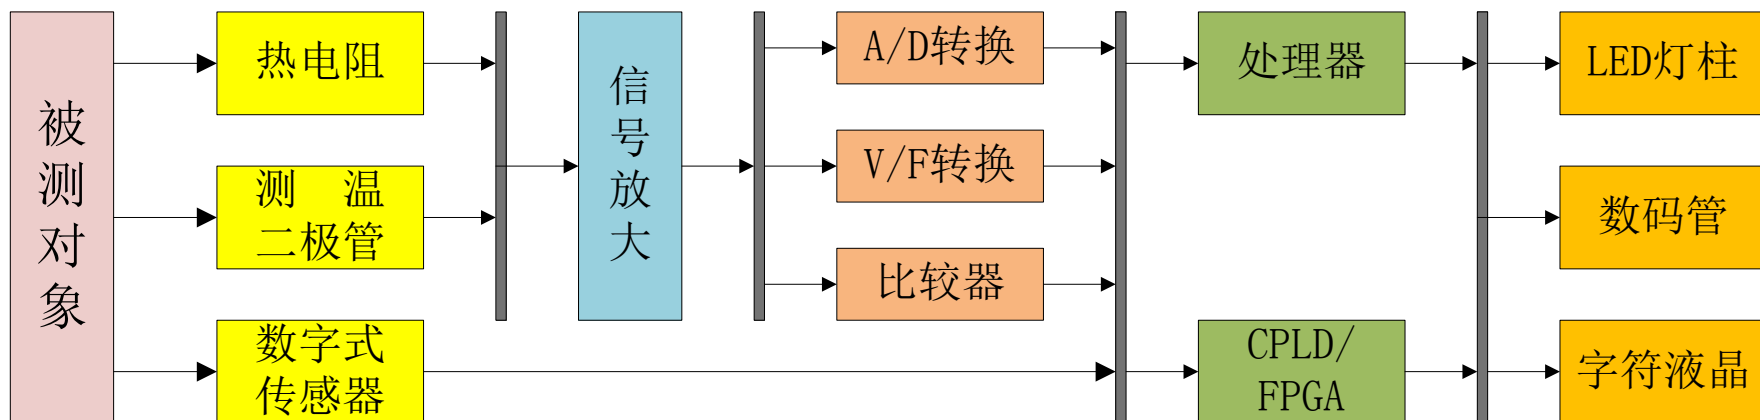 被测对象
热电阻
测 温
二极管
数字式
传感器
信号放大
A/D转换
V/F转换
比较器
处理器
CPLD/
FPGA
LED灯柱
数码管
字符液晶